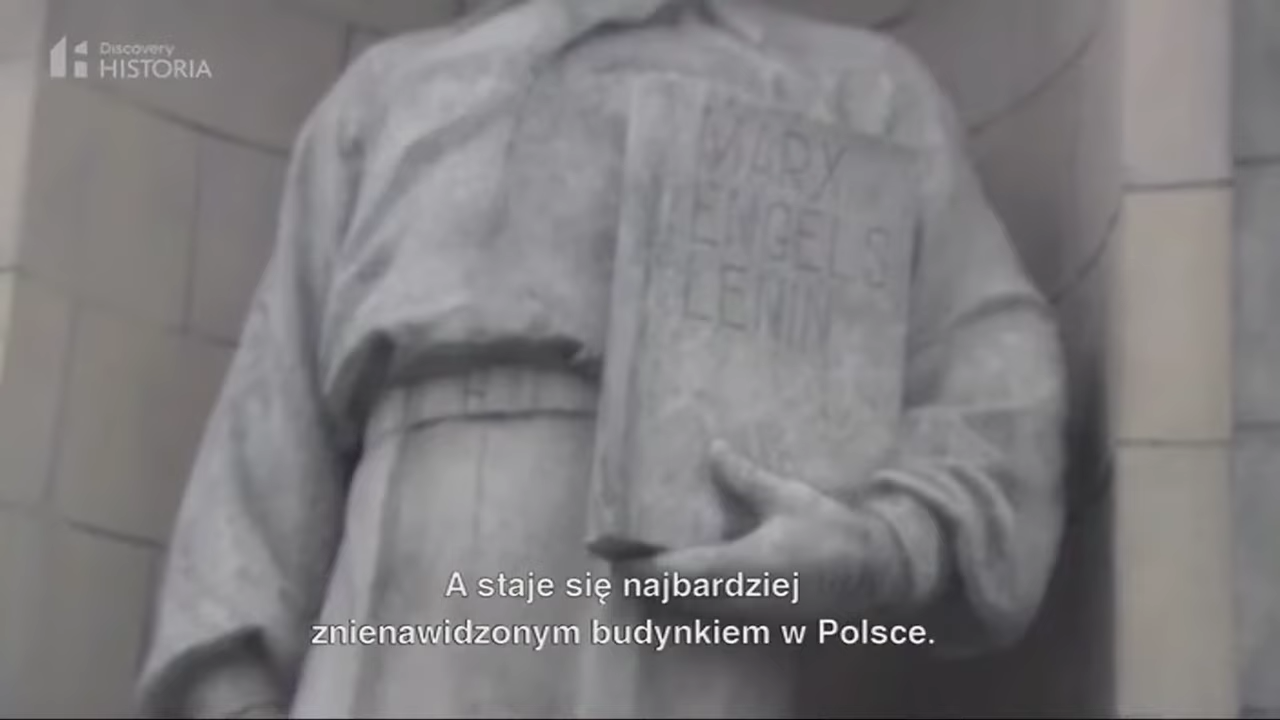 Discovery
HISTORIA
MARX
ENGELS
LENIN
A staje się najbardziej
znienawidzonym budynkiem w Polsce.